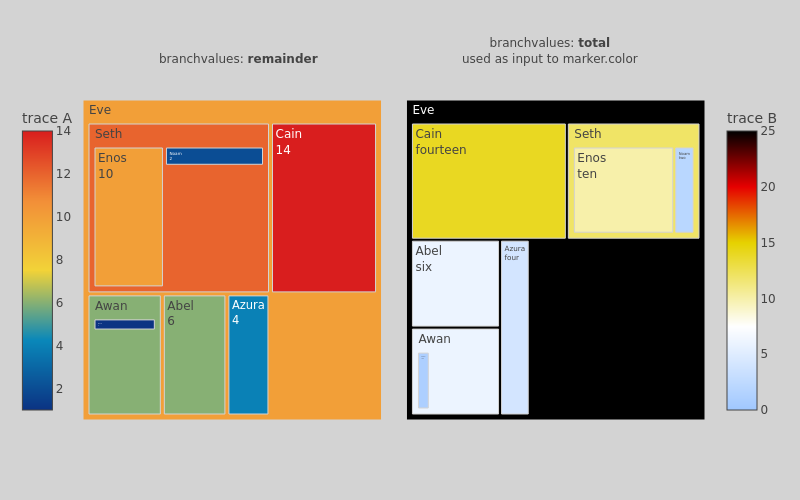 branchvalues: remainder
branchvalues: total
used as input to marker.color
trace A
14
12
10
8
6
4
2
Eve
Seth
Enos
10
Noam
2
Cain
14
Awan
Abel
6
Azura
4
Eve
Cain
fourteen
Seth
Enos
ten
Noam
two
Abel
six
Azura
four
Awan
trace B
25
20
15
10
5
0